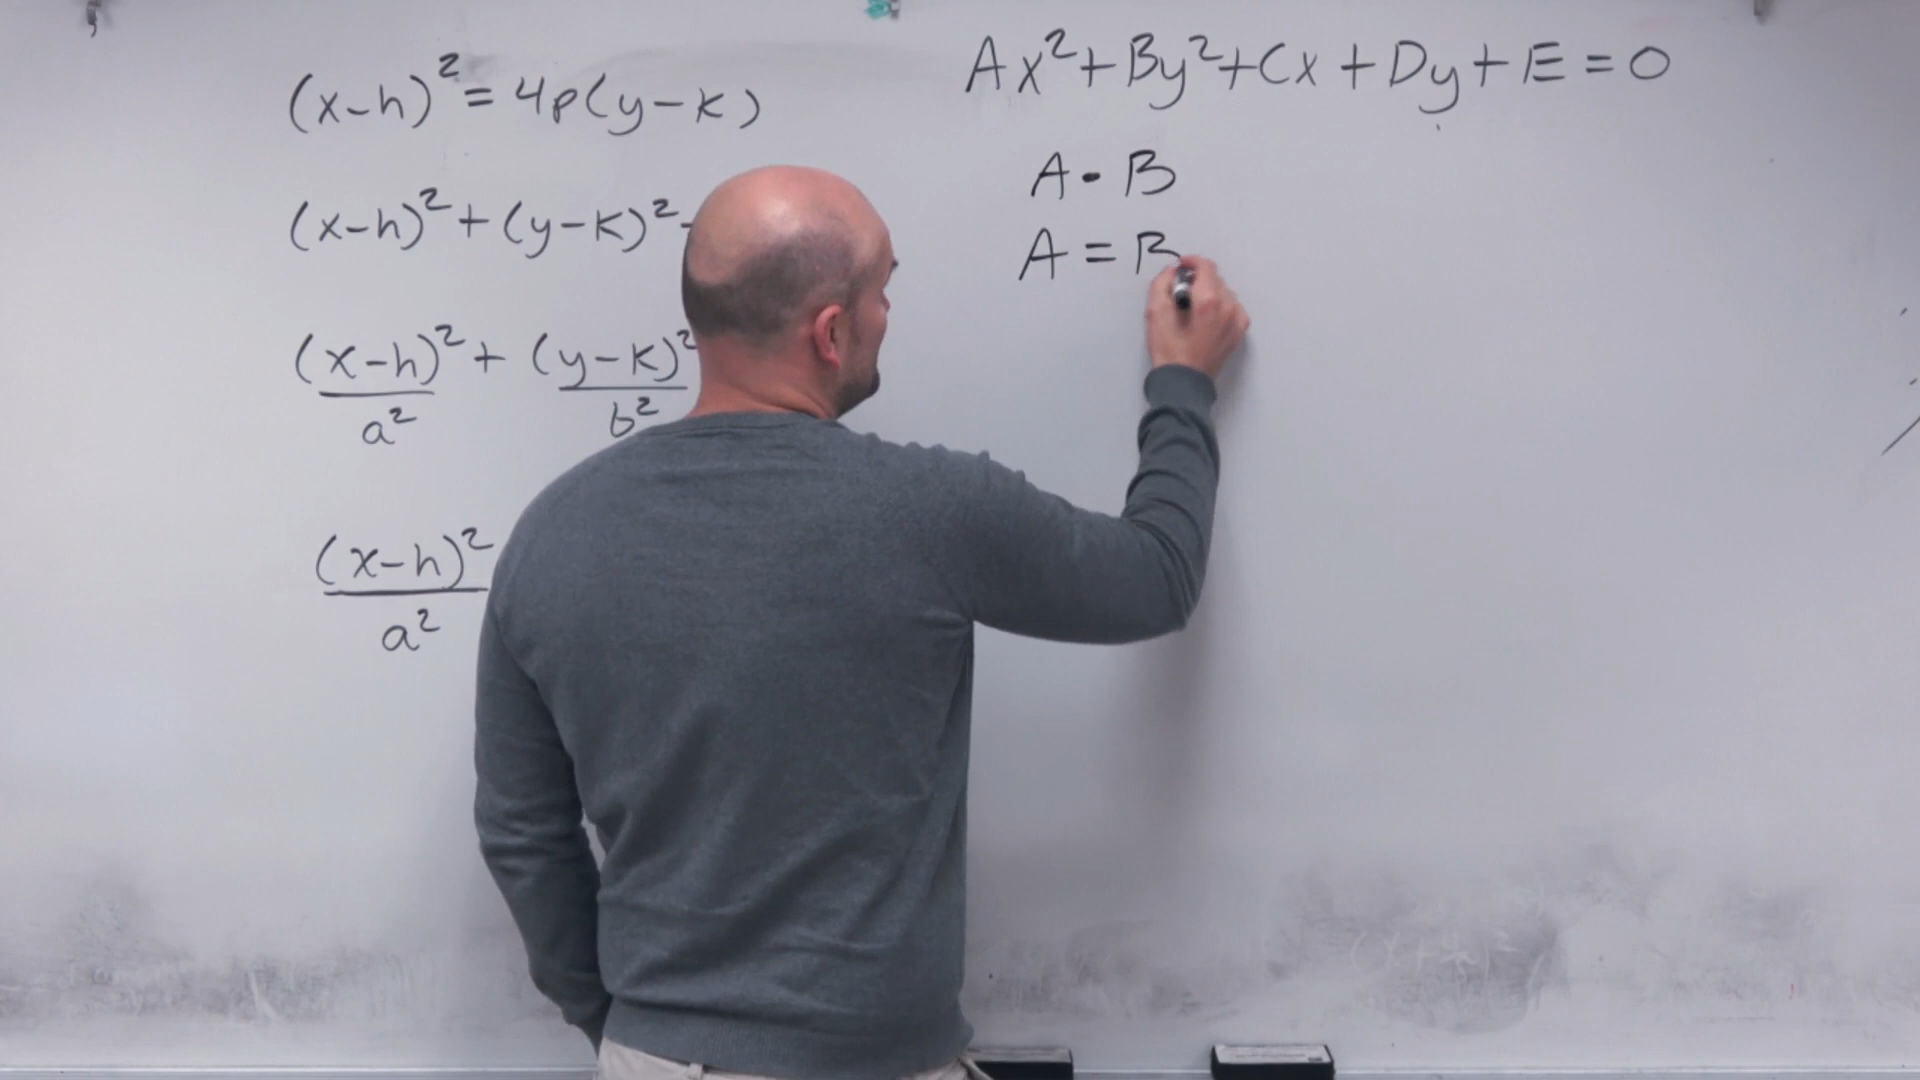 (x-h)² = 4p(y-k)
(x-h)² + (y-k)²
(x-h)²/a² + (y-k)²/b²
(x-h)²/a²
Ax²+By²+Cx+Dy+E=0
A·B
A=B